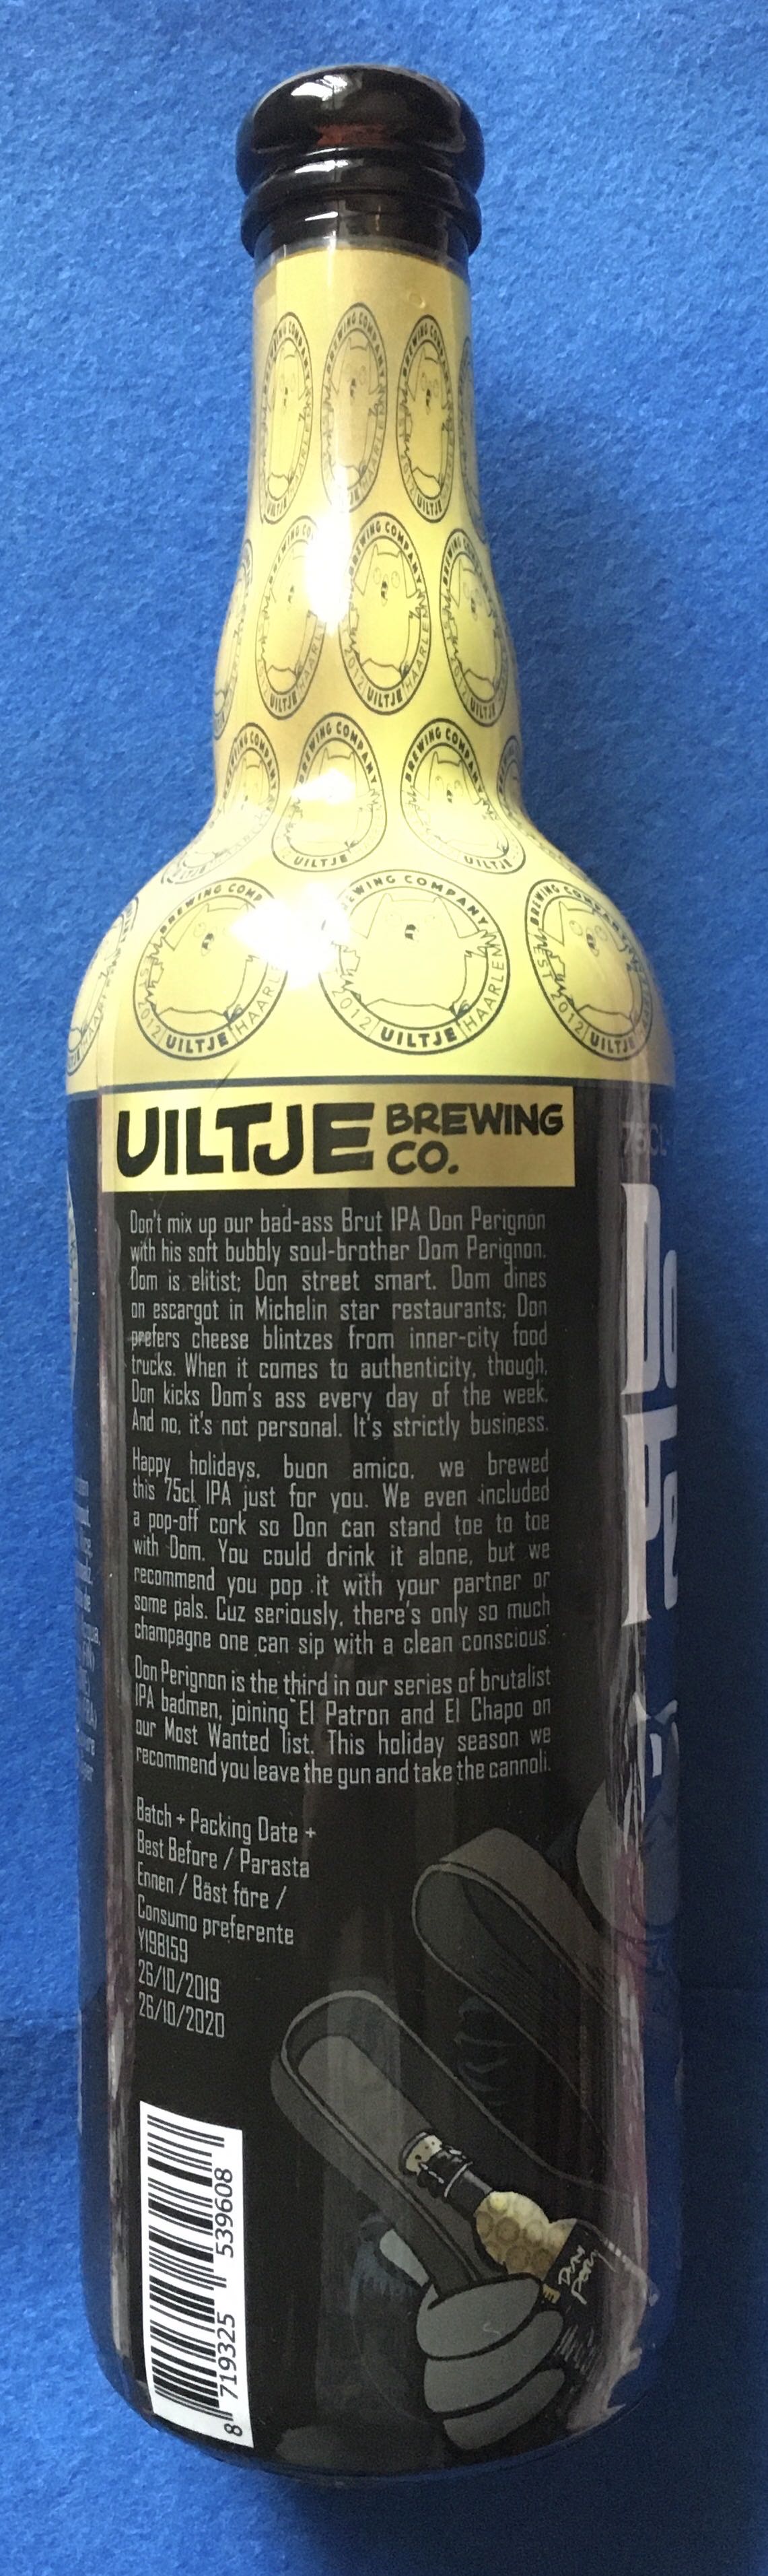 BREWING COMPANY
EST. 2012 UILTJE HAARLEM
UILTJE BREWING
CO.
75CL
Don't mix up our bad-ass Brut IPA Don Perignon
with his soft bubbly soul-brother Dom Perignon.
Dom is elitist; Don street smart. Dom dines
on escargot in Michelin star restaurants; Don
prefers cheese blintzes from inner-city food
trucks. When it comes to authenticity, though,
Don kicks Dom's ass every day of the week.
And no, it's not personal. It's strictly business.
Happy holidays, buon amico, we brewed
this 75cl IPA just for you. We even included
a pop-off cork so Don can stand toe to toe
with Dom. You could drink it alone, but we
recommend you pop it with your partner or
some pals. Cuz seriously, there's only so much
champagne one can sip with a clean conscious.
Don Perignon is the third in our series of brutalist
IPA badmen, joining El Patron and El Chapo on
our Most Wanted list. This holiday season we
recommend you leave the gun and take the cannoli.
Batch + Packing Date +
Best Before / Parasta
Ennen / Bäst före /
Consumo preferente
Y198159
26/10/2019
26/10/2020
8 719325 539608
Do
Pe